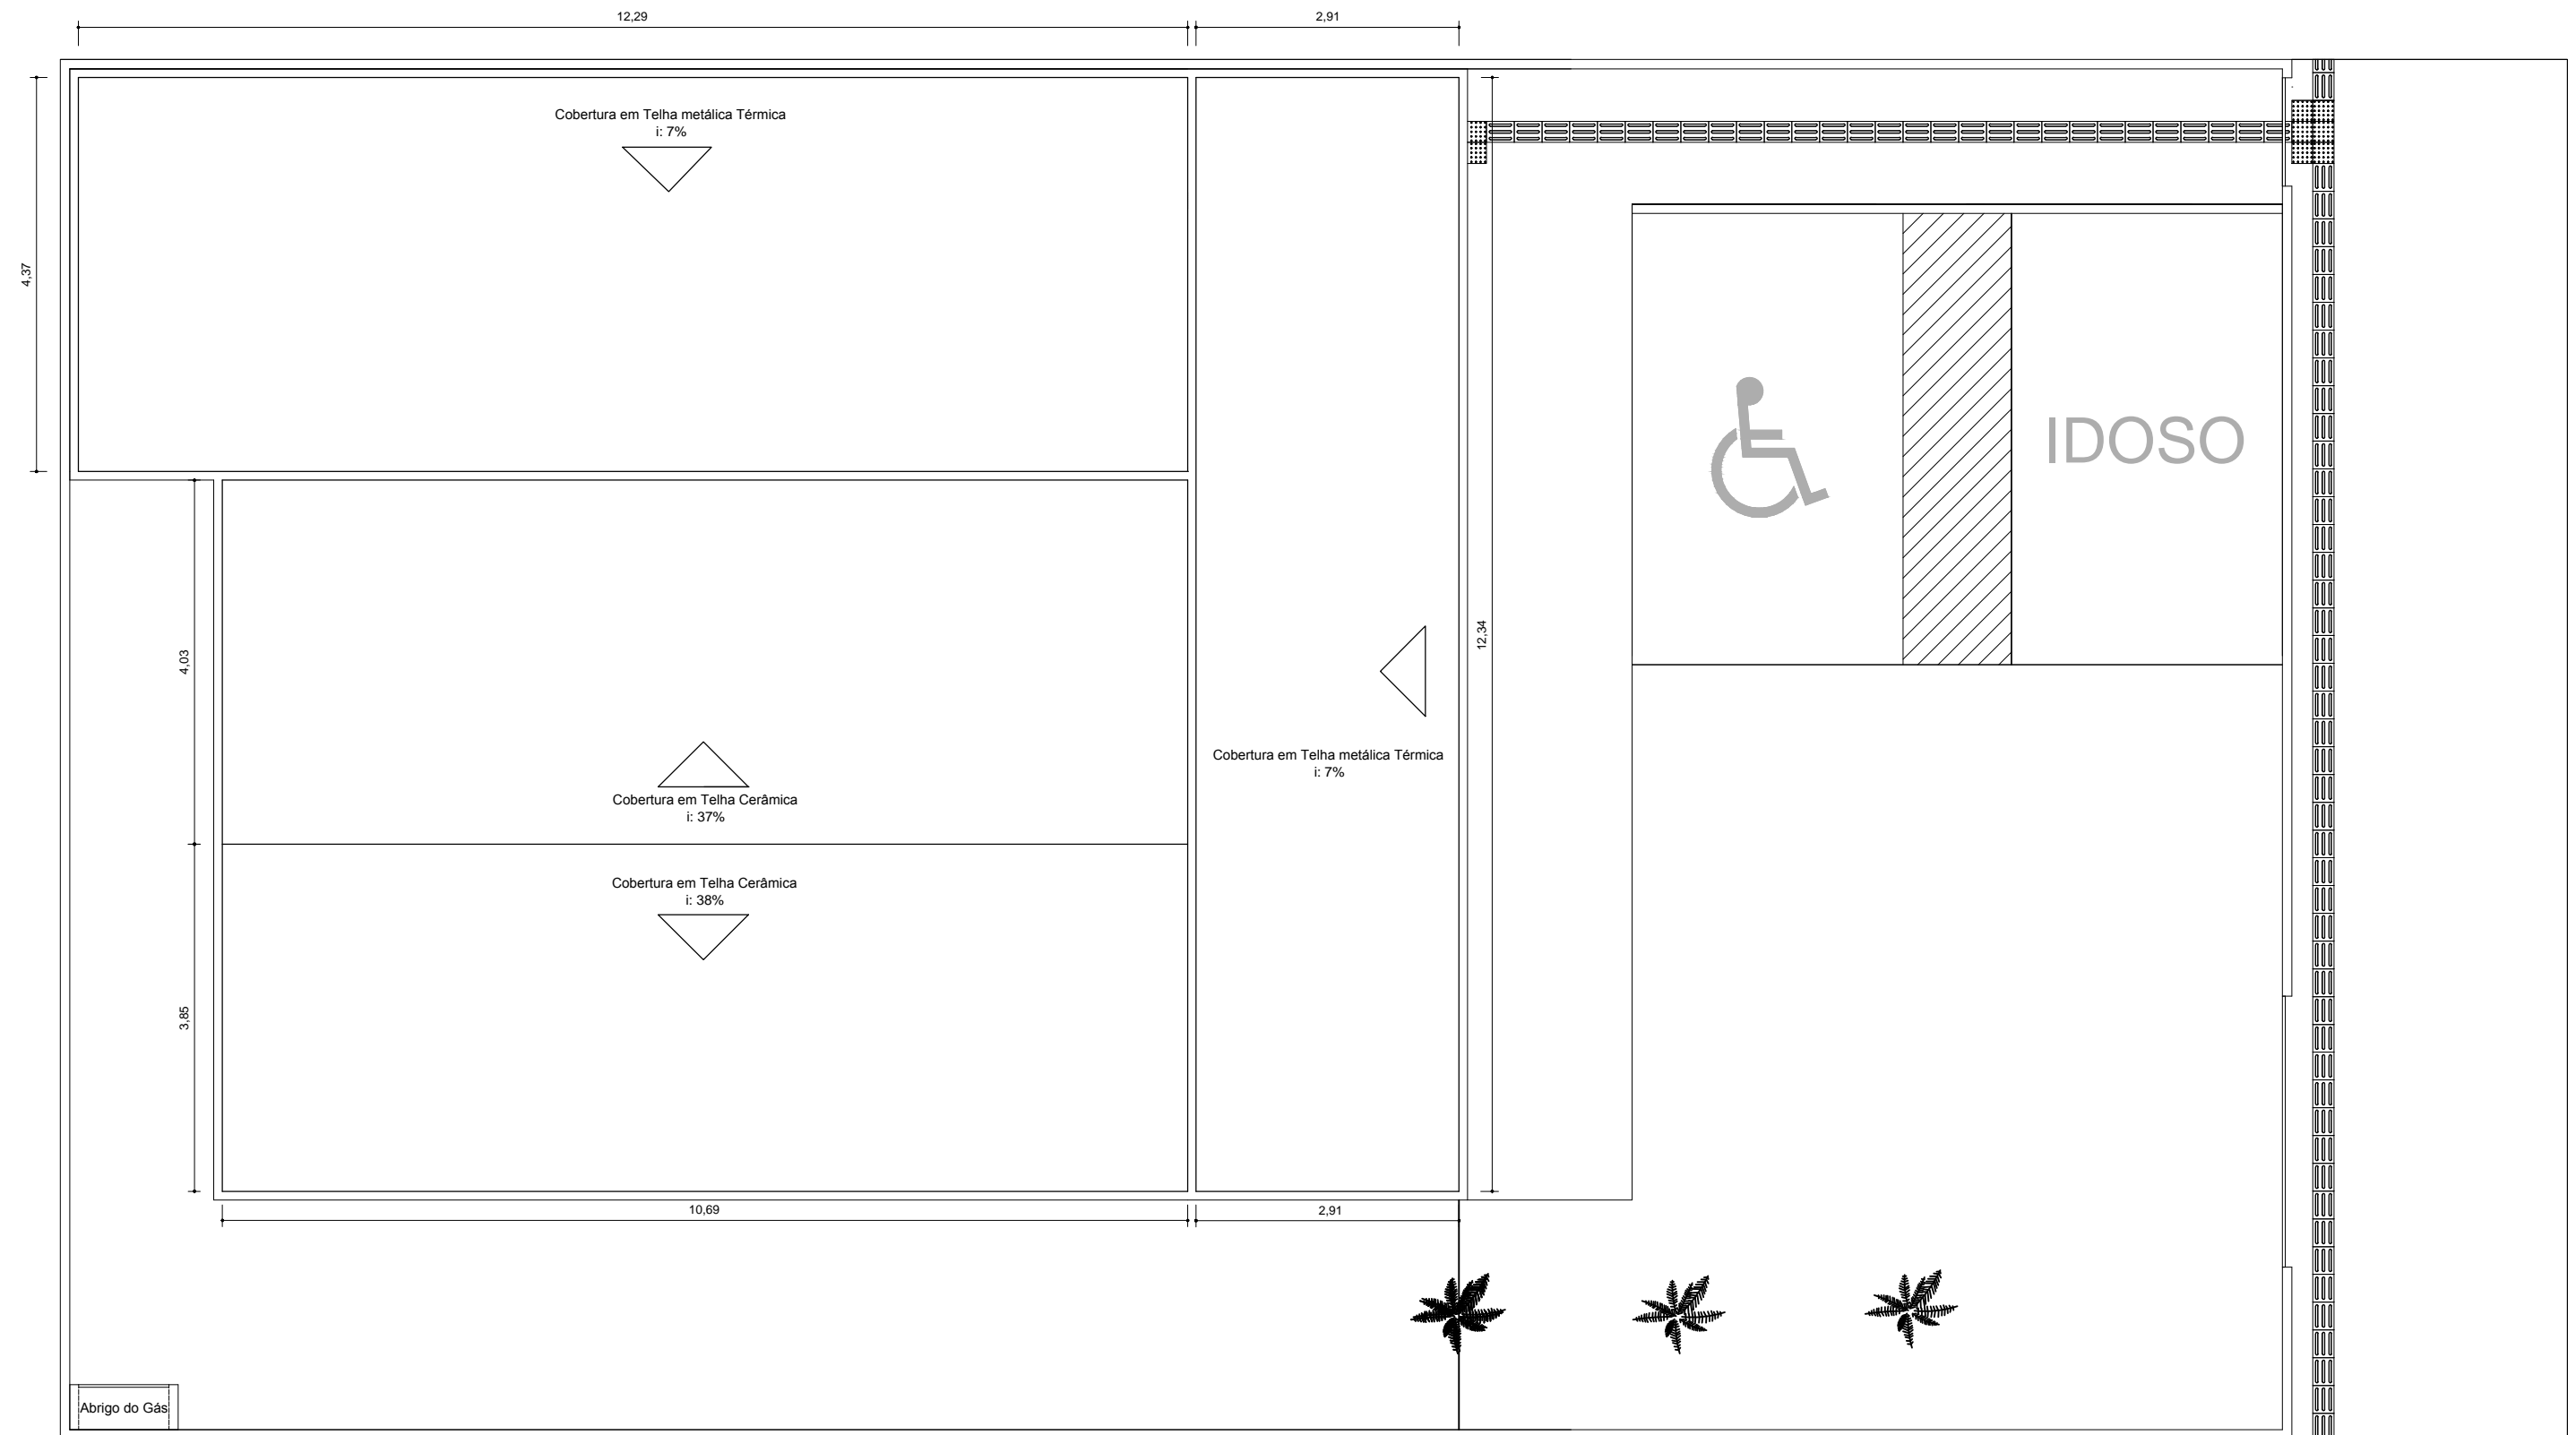 12,29
2,91
Cobertura em Telha metálica Térmica
i: 7%
4,37
IDOSO
4,03
12,34
Cobertura em Telha metálica Térmica
i: 7%
Cobertura em Telha Cerâmica
i: 37%
Cobertura em Telha Cerâmica
i: 38%
3,85
10,69
2,91
Abrigo do Gás